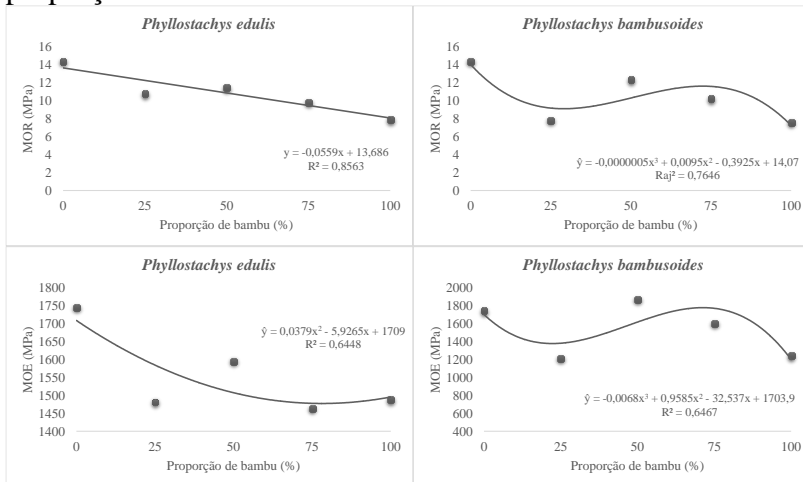 Phyllostachys edulis
16
14
12
10
8
6
4
2
0
MOR (MPa)
y = -0,0559x + 13,686
R² = 0,8563
0 25 50 75 100
Proporção de bambu (%)
Phyllostachys bambusoides
16
14
12
10
8
6
4
2
0
MOR (MPa)
ŷ = -0,0000005x³ + 0,0095x² - 0,3925x + 14,07
Raj² = 0,7646
0 25 50 75 100
Proporção de bambu (%)
Phyllostachys edulis
1800
1750
1700
1650
1600
1550
1500
1450
1400
MOE (MPa)
ŷ = 0,0379x² - 5,9265x + 1709
R² = 0,6448
0 25 50 75 100
Proporção de bambu (%)
Phyllostachys bambusoides
2000
1800
1600
1400
1200
1000
800
600
400
MOE (MPa)
ŷ = -0,0068x³ + 0,9585x² - 32,537x + 1703,9
R² = 0,6467
0 25 50 75 100
Proporção de bambu (%)